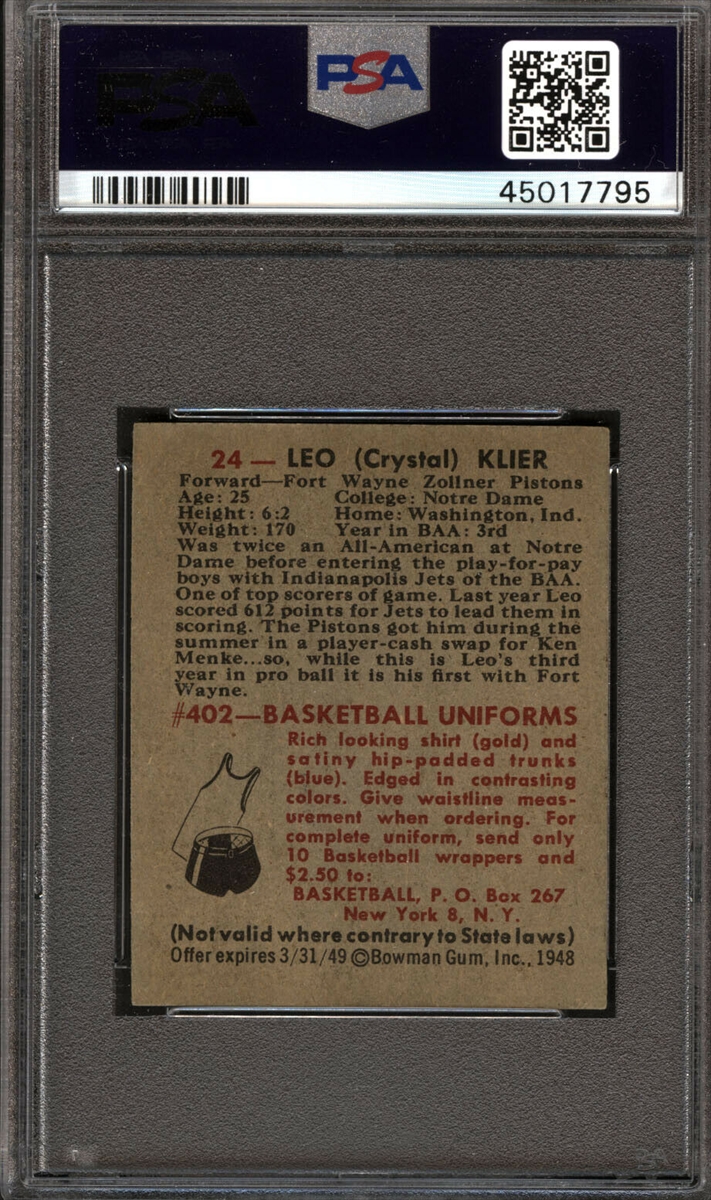 PSA
PSA
45017795
24 — LEO (Crystal) KLIER
Forward—Fort Wayne Zollner Pistons
Age: 25 College: Notre Dame
Height: 6:2 Home: Washington, Ind.
Weight: 170 Year in BAA: 3rd
Was twice an All-American at Notre
Dame before entering the play-for-pay
boys with Indianapolis Jets of the BAA.
One of top scorers of game. Last year Leo
scored 612 points for Jets to lead them in
scoring. The Pistons got him during the
summer in a player-cash swap for Ken
Menke...so, while this is Leo's third
year in pro ball it is his first with Fort
Wayne.
#402—BASKETBALL UNIFORMS
Rich looking shirt (gold) and
satiny hip-padded trunks
(blue). Edged in contrasting
colors. Give waistline meas-
urement when ordering. For
complete uniform, send only
10 Basketball wrappers and
$2.50 to:
BASKETBALL, P. O. Box 267
New York 8, N. Y.
(Not valid where contrary to State laws)
Offer expires 3/31/49 ©Bowman Gum, Inc., 1948